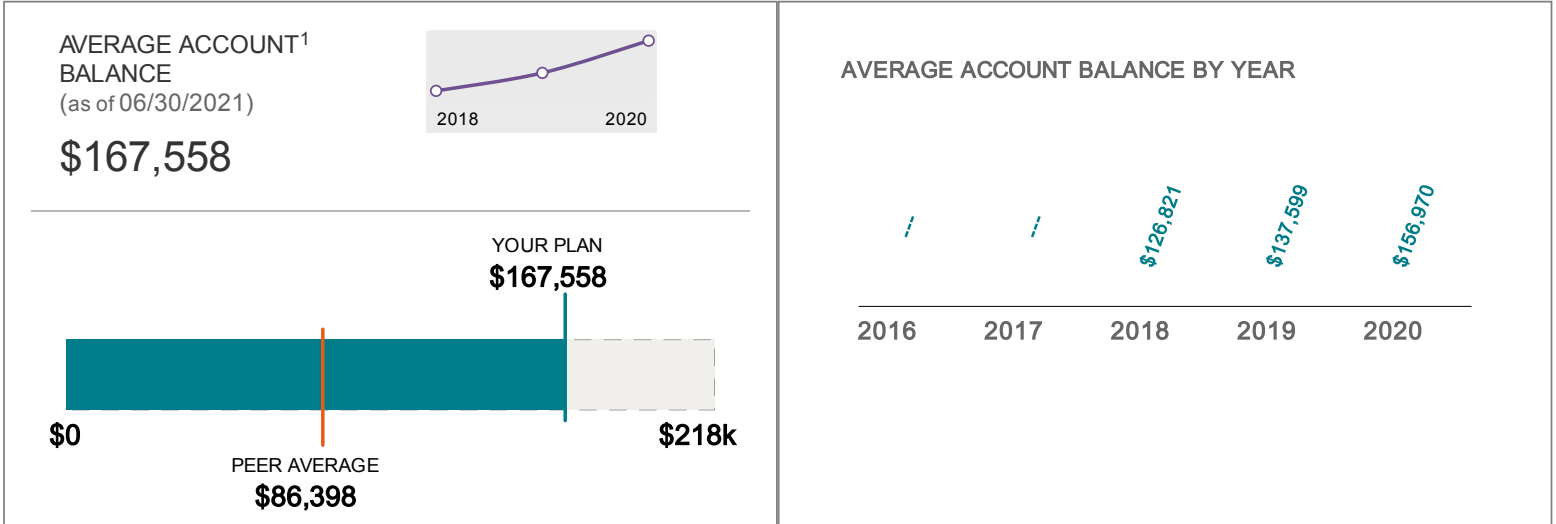 AVERAGE ACCOUNT1
BALANCE
(as of 06/30/2021)
$167,558
2018 2020
YOUR PLAN
$167,558
$0 $218k
PEER AVERAGE
$86,398
AVERAGE ACCOUNT BALANCE BY YEAR
--- --- $126,821 $137,599 $156,970
2016 2017 2018 2019 2020